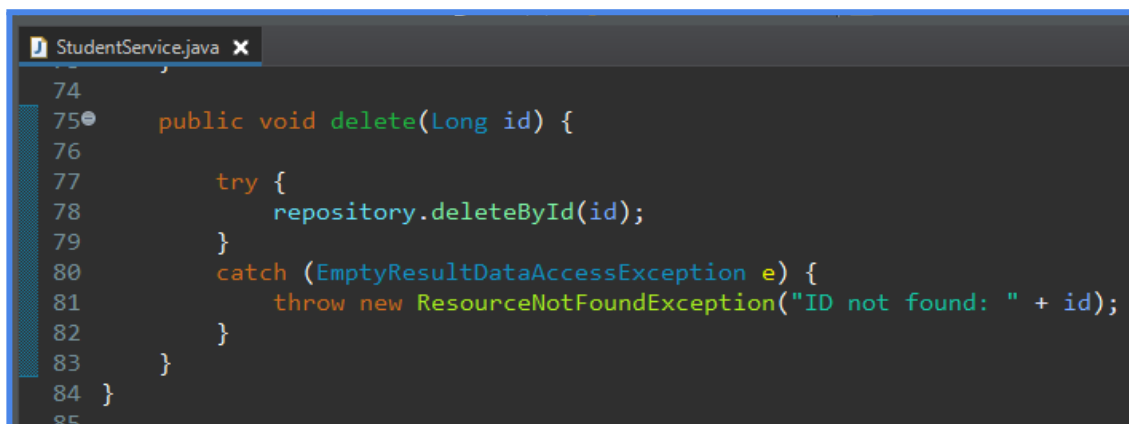 StudentService.java
74
75 public void delete(Long id) {
76
77 try {
78 repository.deleteById(id);
79 }
80 catch (EmptyResultDataAccessException e) {
81 throw new ResourceNotFoundException("ID not found: " + id);
82 }
83 }
84 }
85